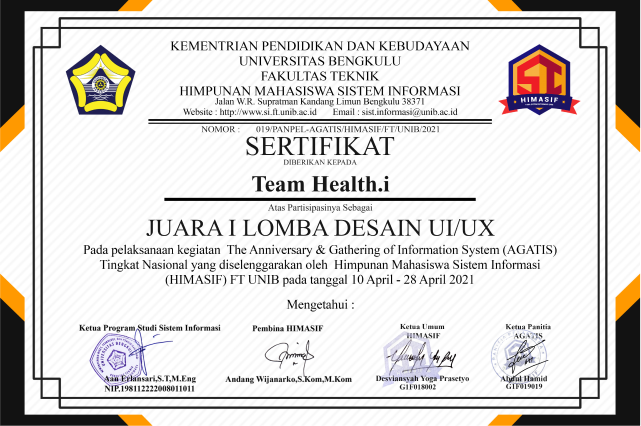 KEMENTRIAN PENDIDIKAN DAN KEBUDAYAAN
UNIVERSITAS BENGKULU
FAKULTAS TEKNIK
HIMPUNAN MAHASISWA SISTEM INFORMASI
Jalan W.R. Supratman Kandang Limun Bengkulu 38371
Website : http://www.si.ft.unib.ac.id Email : sist.informasi@unib.ac.id
HIMASIF
NOMOR : 019/PANPEL-AGATIS/HIMASIF/FT/UNIB/2021
SERTIFIKAT
DIBERIKAN KEPADA
Team Health.i
Atas Partisipasinya Sebagai
JUARA I LOMBA DESAIN UI/UX
Pada pelaksanaan kegiatan The Anniversary & Gathering of Information System (AGATIS)
Tingkat Nasional yang diselenggarakan oleh Himpunan Mahasiswa Sistem Informasi
(HIMASIF) FT UNIB pada tanggal 10 April - 28 April 2021
Mengetahui :
Ketua Program Studi Sistem Informasi
Aan Erlansari,S.T,M.Eng
NIP.198112222008011011
Pembina HIMASIF
Andang Wijanarko,S.Kom,M.Kom
Ketua Umum
HIMASIF
Desviansyah Yoga Prasetyo
G1F018002
Ketua Panitia
AGATIS
Abdul Hamid
G1F019019